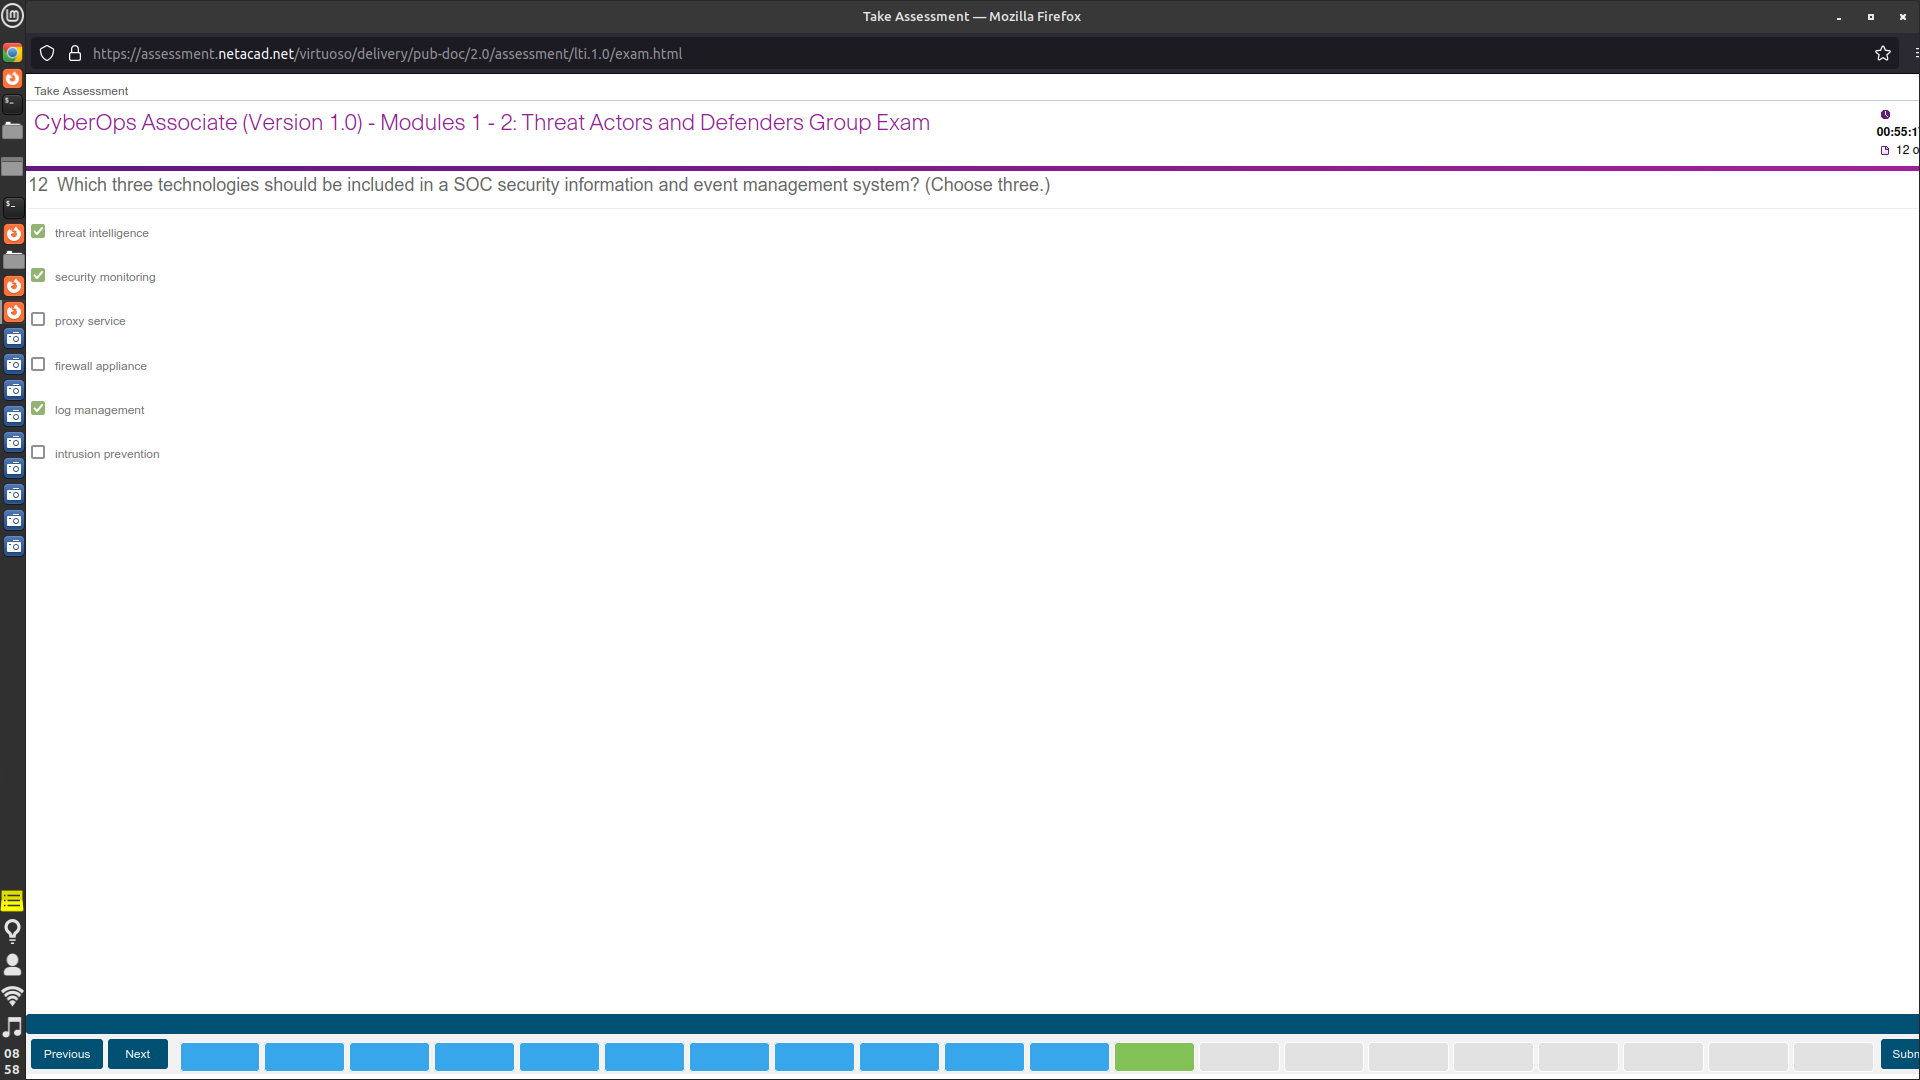 Take Assessment — Mozilla Firefox
https://assessment.netacad.net/virtuoso/delivery/pub-doc/2.0/assessment/lti.1.0/exam.html
Take Assessment
CyberOps Associate (Version 1.0) - Modules 1 - 2: Threat Actors and Defenders Group Exam
00:55:1
12 o
12 Which three technologies should be included in a SOC security information and event management system? (Choose three.)
threat intelligence
security monitoring
proxy service
firewall appliance
log management
intrusion prevention
Previous
Next
Subm
08
58